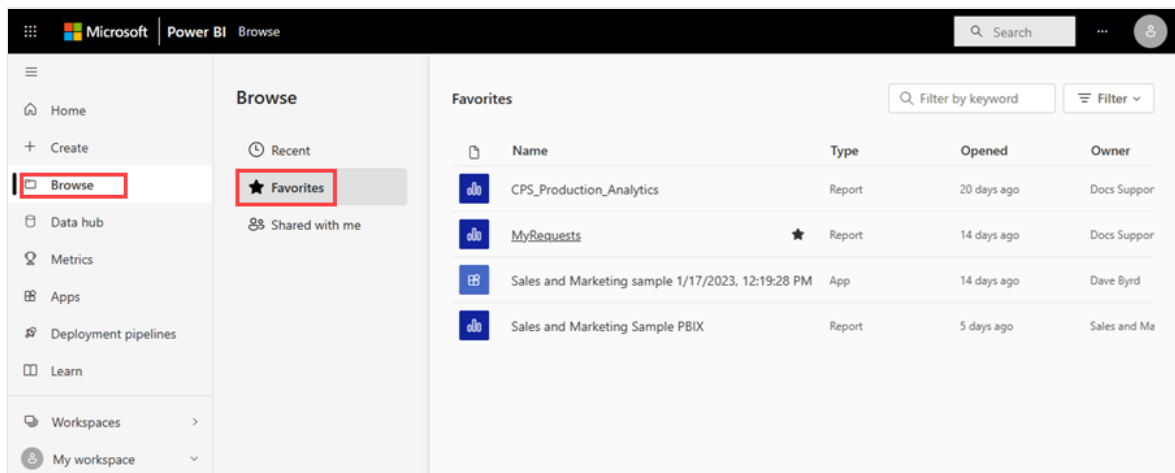 Microsoft Power BI Browse Search ...
Home
Create
Browse
Data hub
Metrics
Apps
Deployment pipelines
Learn
Workspaces
My workspace
Browse
Recent
Favorites
Shared with me
Favorites Filter by keyword Filter
Name Type Opened Owner
CPS_Production_Analytics Report 20 days ago Docs Suppor
MyRequests Report 14 days ago Docs Suppor
Sales and Marketing sample 1/17/2023, 12:19:28 PM App 14 days ago Dave Byrd
Sales and Marketing Sample PBIX Report 5 days ago Sales and Ma